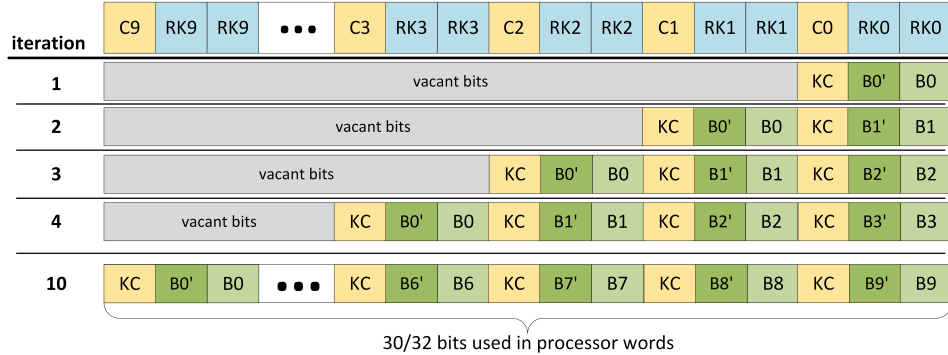 C9 RK9 RK9 ••• C3 RK3 RK3 C2 RK2 RK2 C1 RK1 RK1 C0 RK0 RK0
iteration
1 vacant bits KC B0' B0
2 vacant bits KC B0' B0 KC B1' B1
3 vacant bits KC B0' B0 KC B1' B1 KC B2' B2
4 vacant bits KC B0' B0 KC B1' B1 KC B2' B2 KC B3' B3
10 KC B0' B0 ••• KC B6' B6 KC B7' B7 KC B8' B8 KC B9' B9
30/32 bits used in processor words